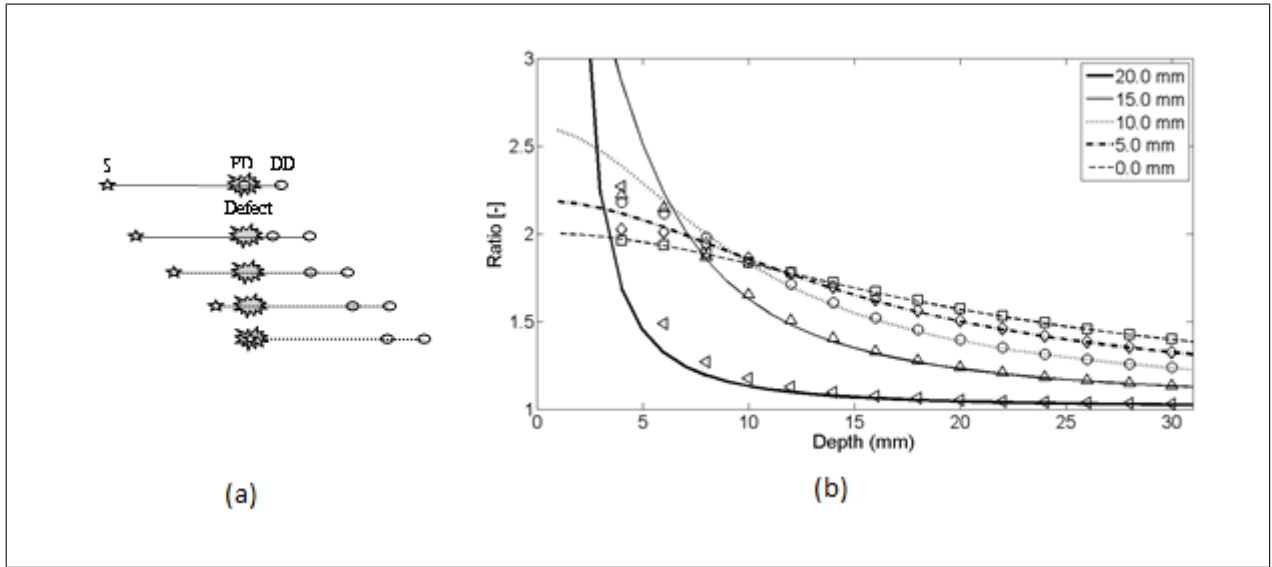 S PD DD
Defect
(a)
3
2.5
2
1.5
1
Ratio [-]
0 5 10 15 20 25 30
Depth (mm)
20.0 mm
15.0 mm
10.0 mm
5.0 mm
0.0 mm
(b)